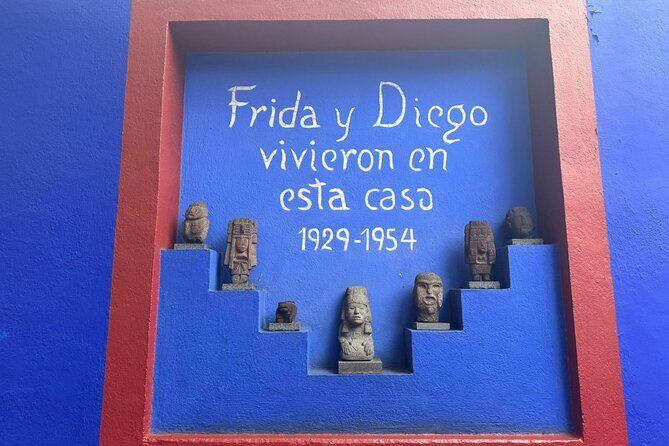 Frida y Diego
vivieron en
esta casa
1929-1954